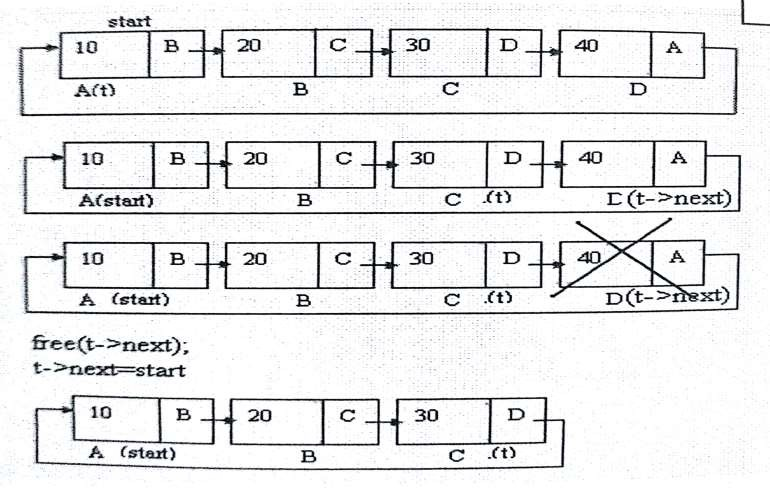 start
10 B 20 C 30 D 40 A
A(t) B C D
10 B 20 C 30 D 40 A
A(start) B C .(t) D(t->next)
10 B 20 C 30 D 40 A
A (start) B C .(t) D(t->next)
free(t->next);
t->next=start
10 B 20 C 30 D
A (start) B C .(t)